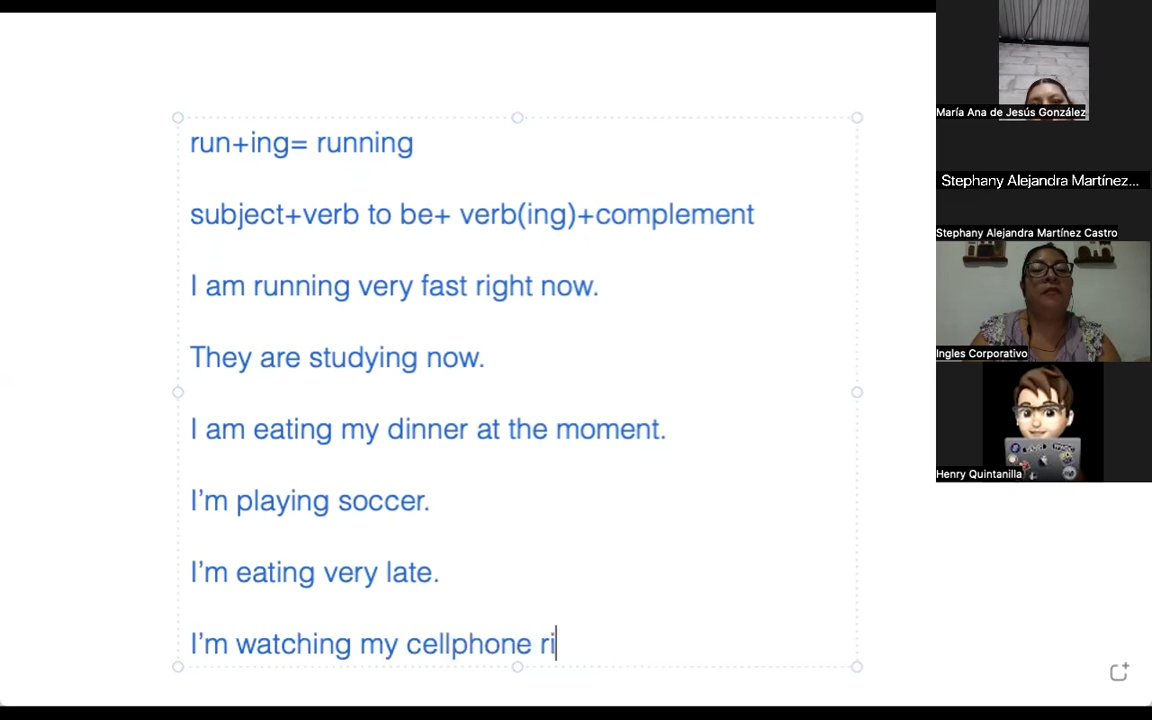 run+ing= running
subject+verb to be+ verb(ing)+complement
I am running very fast right now.
They are studying now.
I am eating my dinner at the moment.
I'm playing soccer.
I'm eating very late.
I'm watching my cellphone ri
María Ana de Jesús González
Stephany Alejandra Martínez...
Stephany Alejandra Martínez Castro
Ingles Corporativo
Henry Quintanilla